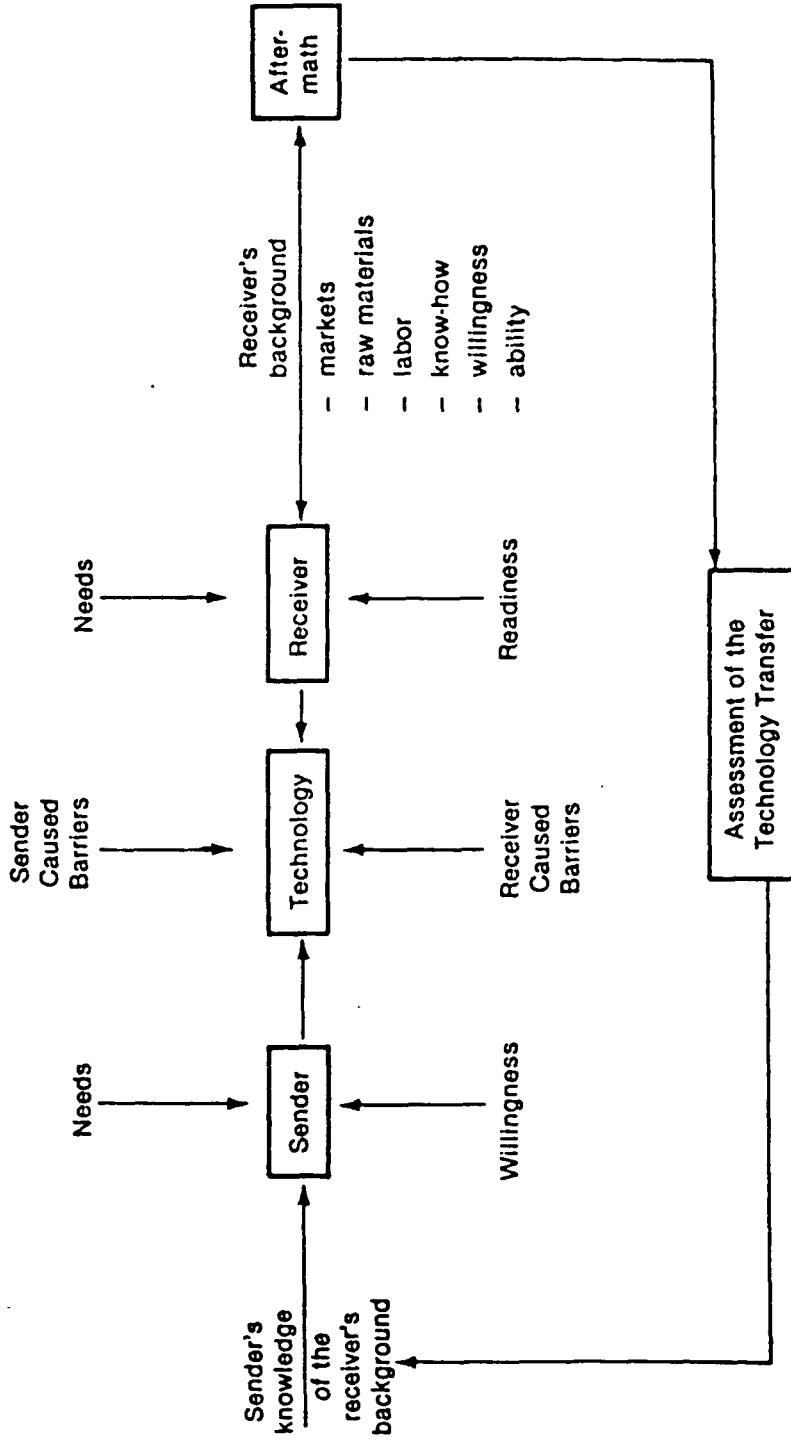 Needs
Sender
Caused
Barriers
Needs
Sender's
knowledge
of the
receiver's
background
Sender
Technology
Receiver
Receiver's
background
- markets
- raw materials
- labor
- know-how
- willingness
- ability
After-
math
Willingness
Receiver
Caused
Barriers
Readiness
Assessment of the
Technology Transfer